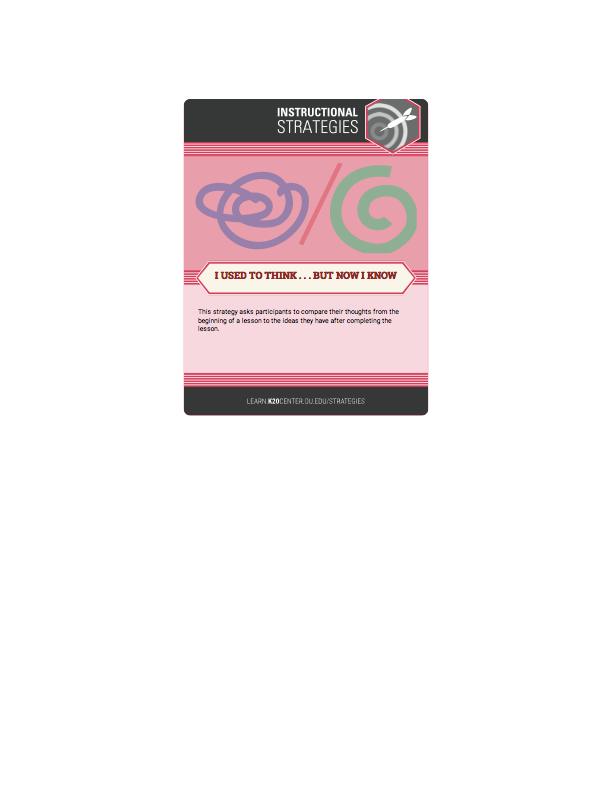 INSTRUCTIONAL
STRATEGIES
I USED TO THINK . . . BUT NOW I KNOW
This strategy asks participants to compare their thoughts from the
beginning of a lesson to the ideas they have after completing the
lesson.
LEARN.K20CENTER.OU.EDU/STRATEGIES